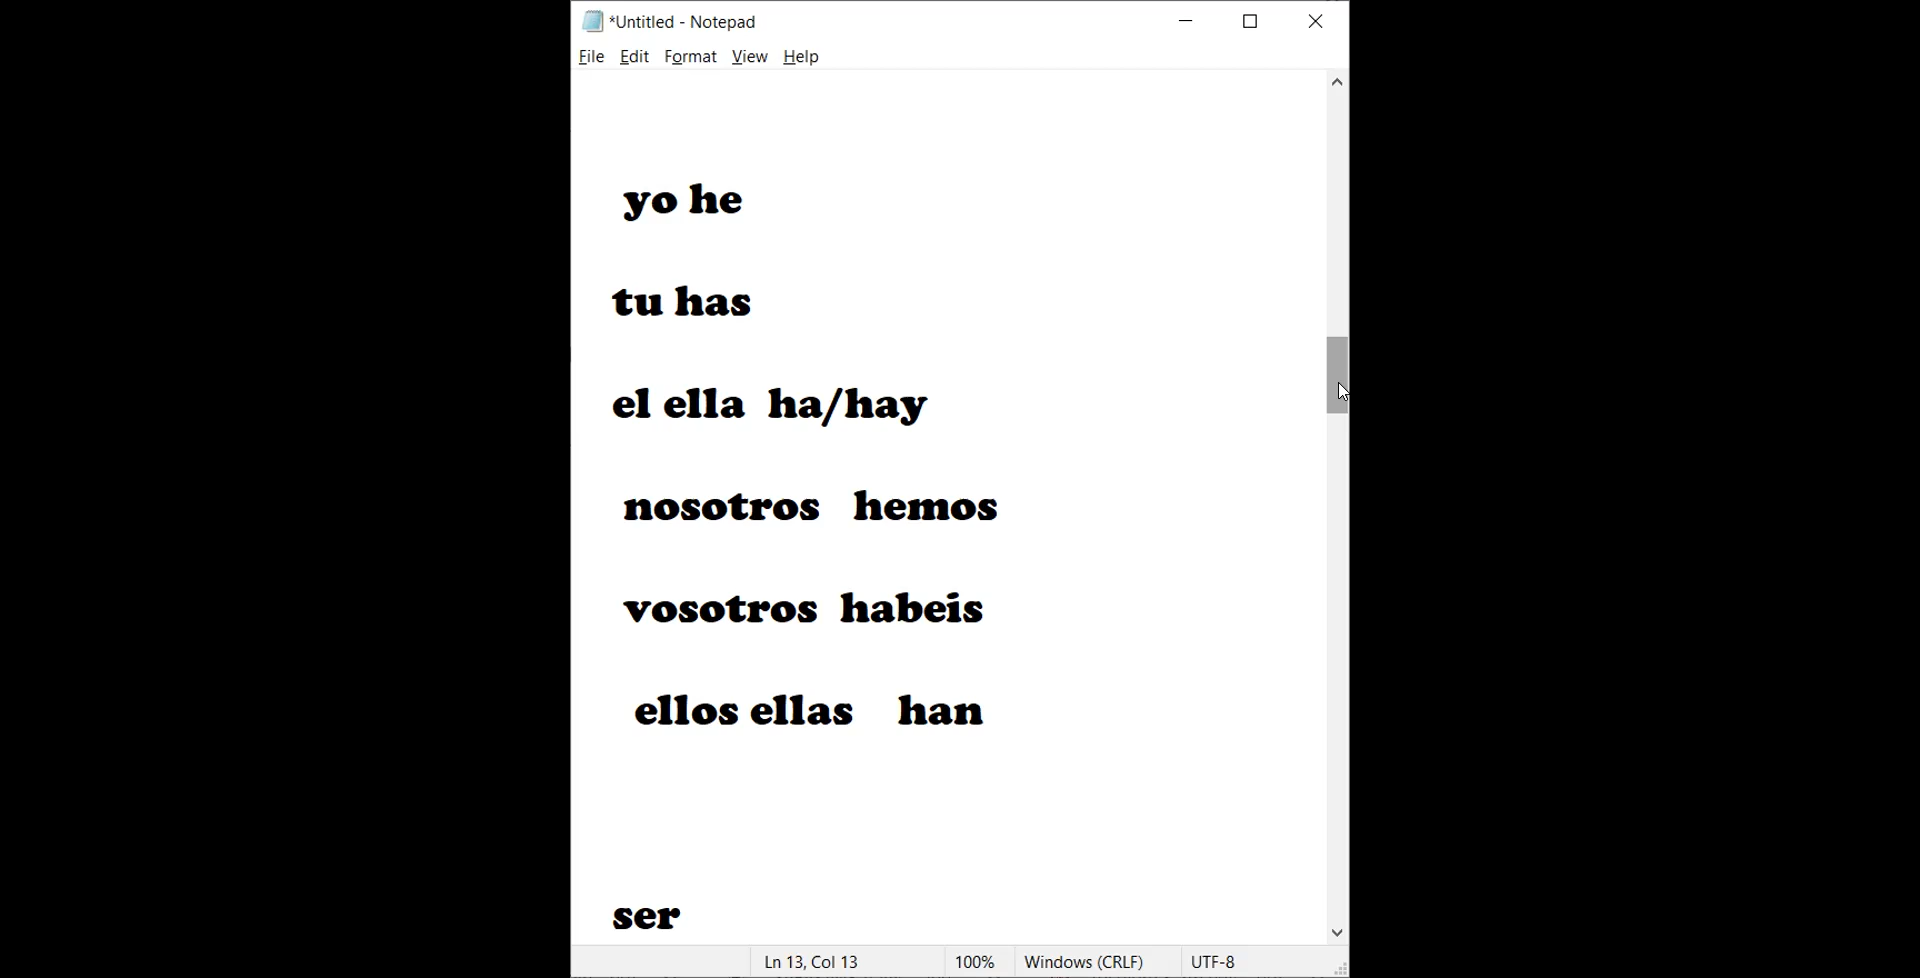 *Untitled - Notepad
File Edit Format View Help
yo he
tu has
el ella ha/hay
nosotros hemos
vosotros habeis
ellos ellas han
ser
Ln 13, Col 13 100% Windows (CRLF) UTF-8